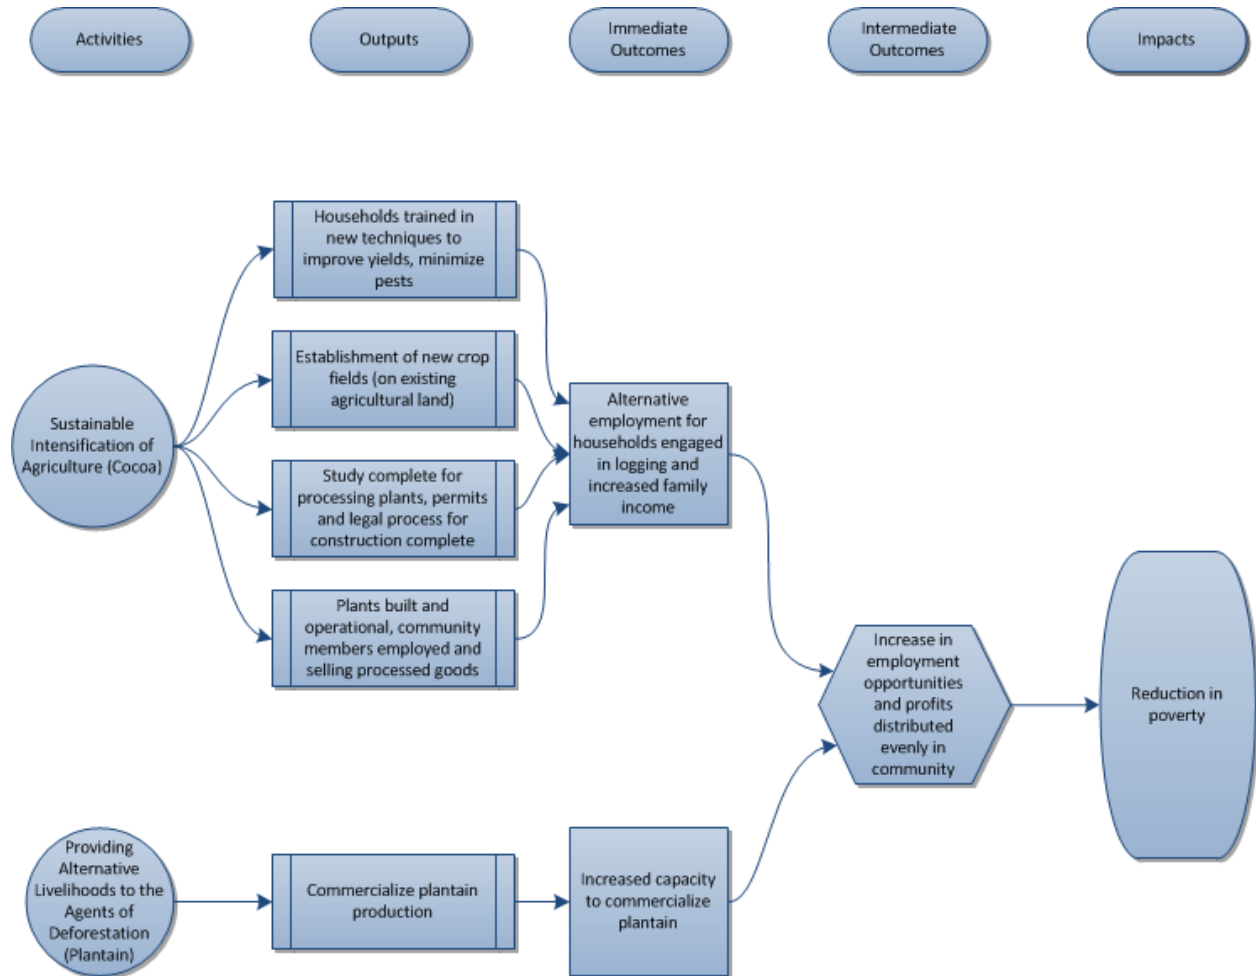 Activities
Outputs
Immediate
Outcomes
Intermediate
Outcomes
Impacts
Households trained in
new techniques to
improve yields, minimize
pests
Establishment of new crop
fields (on existing
agricultural land)
Sustainable
Intensification of
Agriculture (Cocoa)
Study complete for
processing plants, permits
and legal process for
construction complete
Plants built and
operational, community
members employed and
selling processed goods
Alternative
employment for
households engaged
in logging and
increased family
income
Increase in
employment
opportunities
and profits
distributed
evenly in
community
Reduction in
poverty
Providing
Alternative
Livelihoods to the
Agents of
Deforestation
(Plantain)
Commercialize plantain
production
Increased capacity
to commercialize
plantain